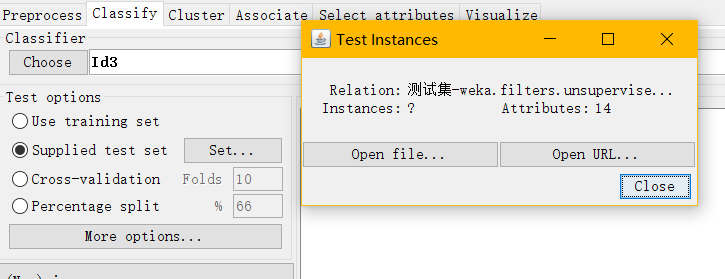 Preprocess Classify Cluster Associate Select attributes Visualize
Classifier
Choose Id3
Test options
Use training set
Supplied test set Set...
Cross-validation Folds 10
Percentage split % 66
More options...
Test Instances
Relation: 测试集-weka.filters.unsupervise...
Instances: ? Attributes: 14
Open file... Open URL...
Close